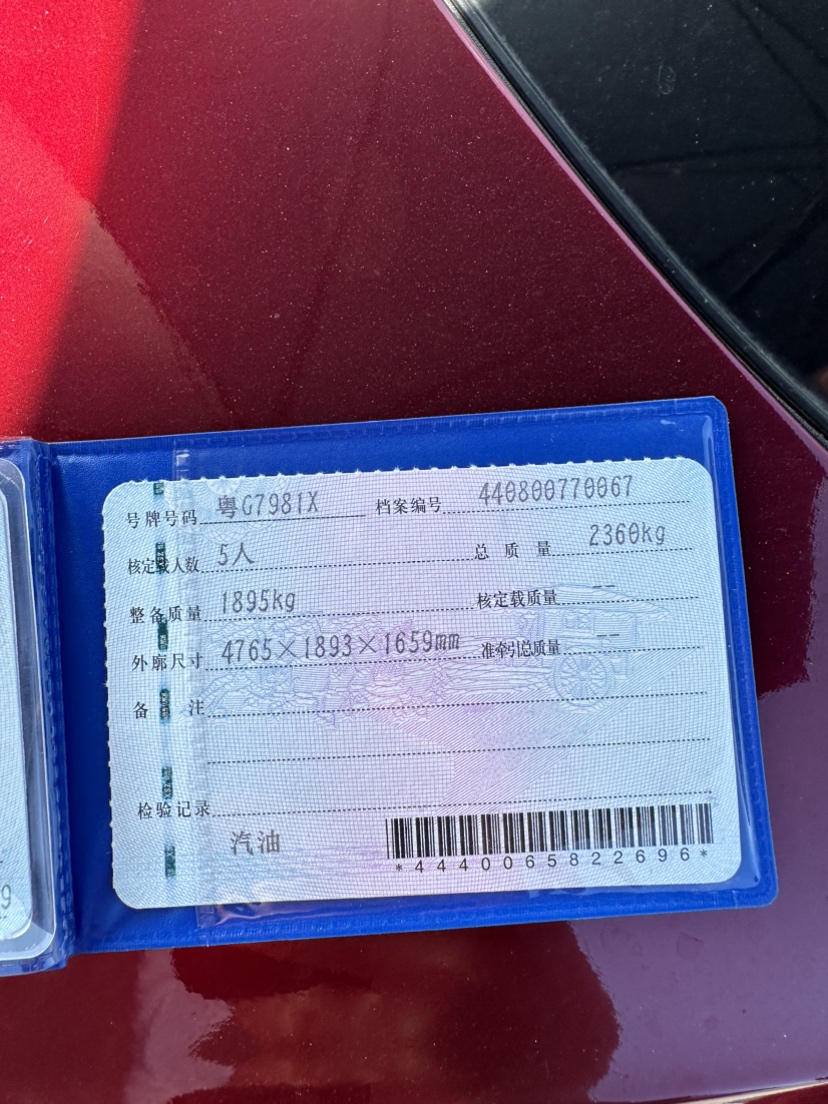 号牌号码 粤G7981X 档案编号 440800770067
核定载人数 5人 总质量 2360kg
整备质量 1895kg 核定载质量 --
外廓尺寸 4765×1893×1659mm 准牵引总质量 --
备注
检验记录
汽油
*4440065822696*
9